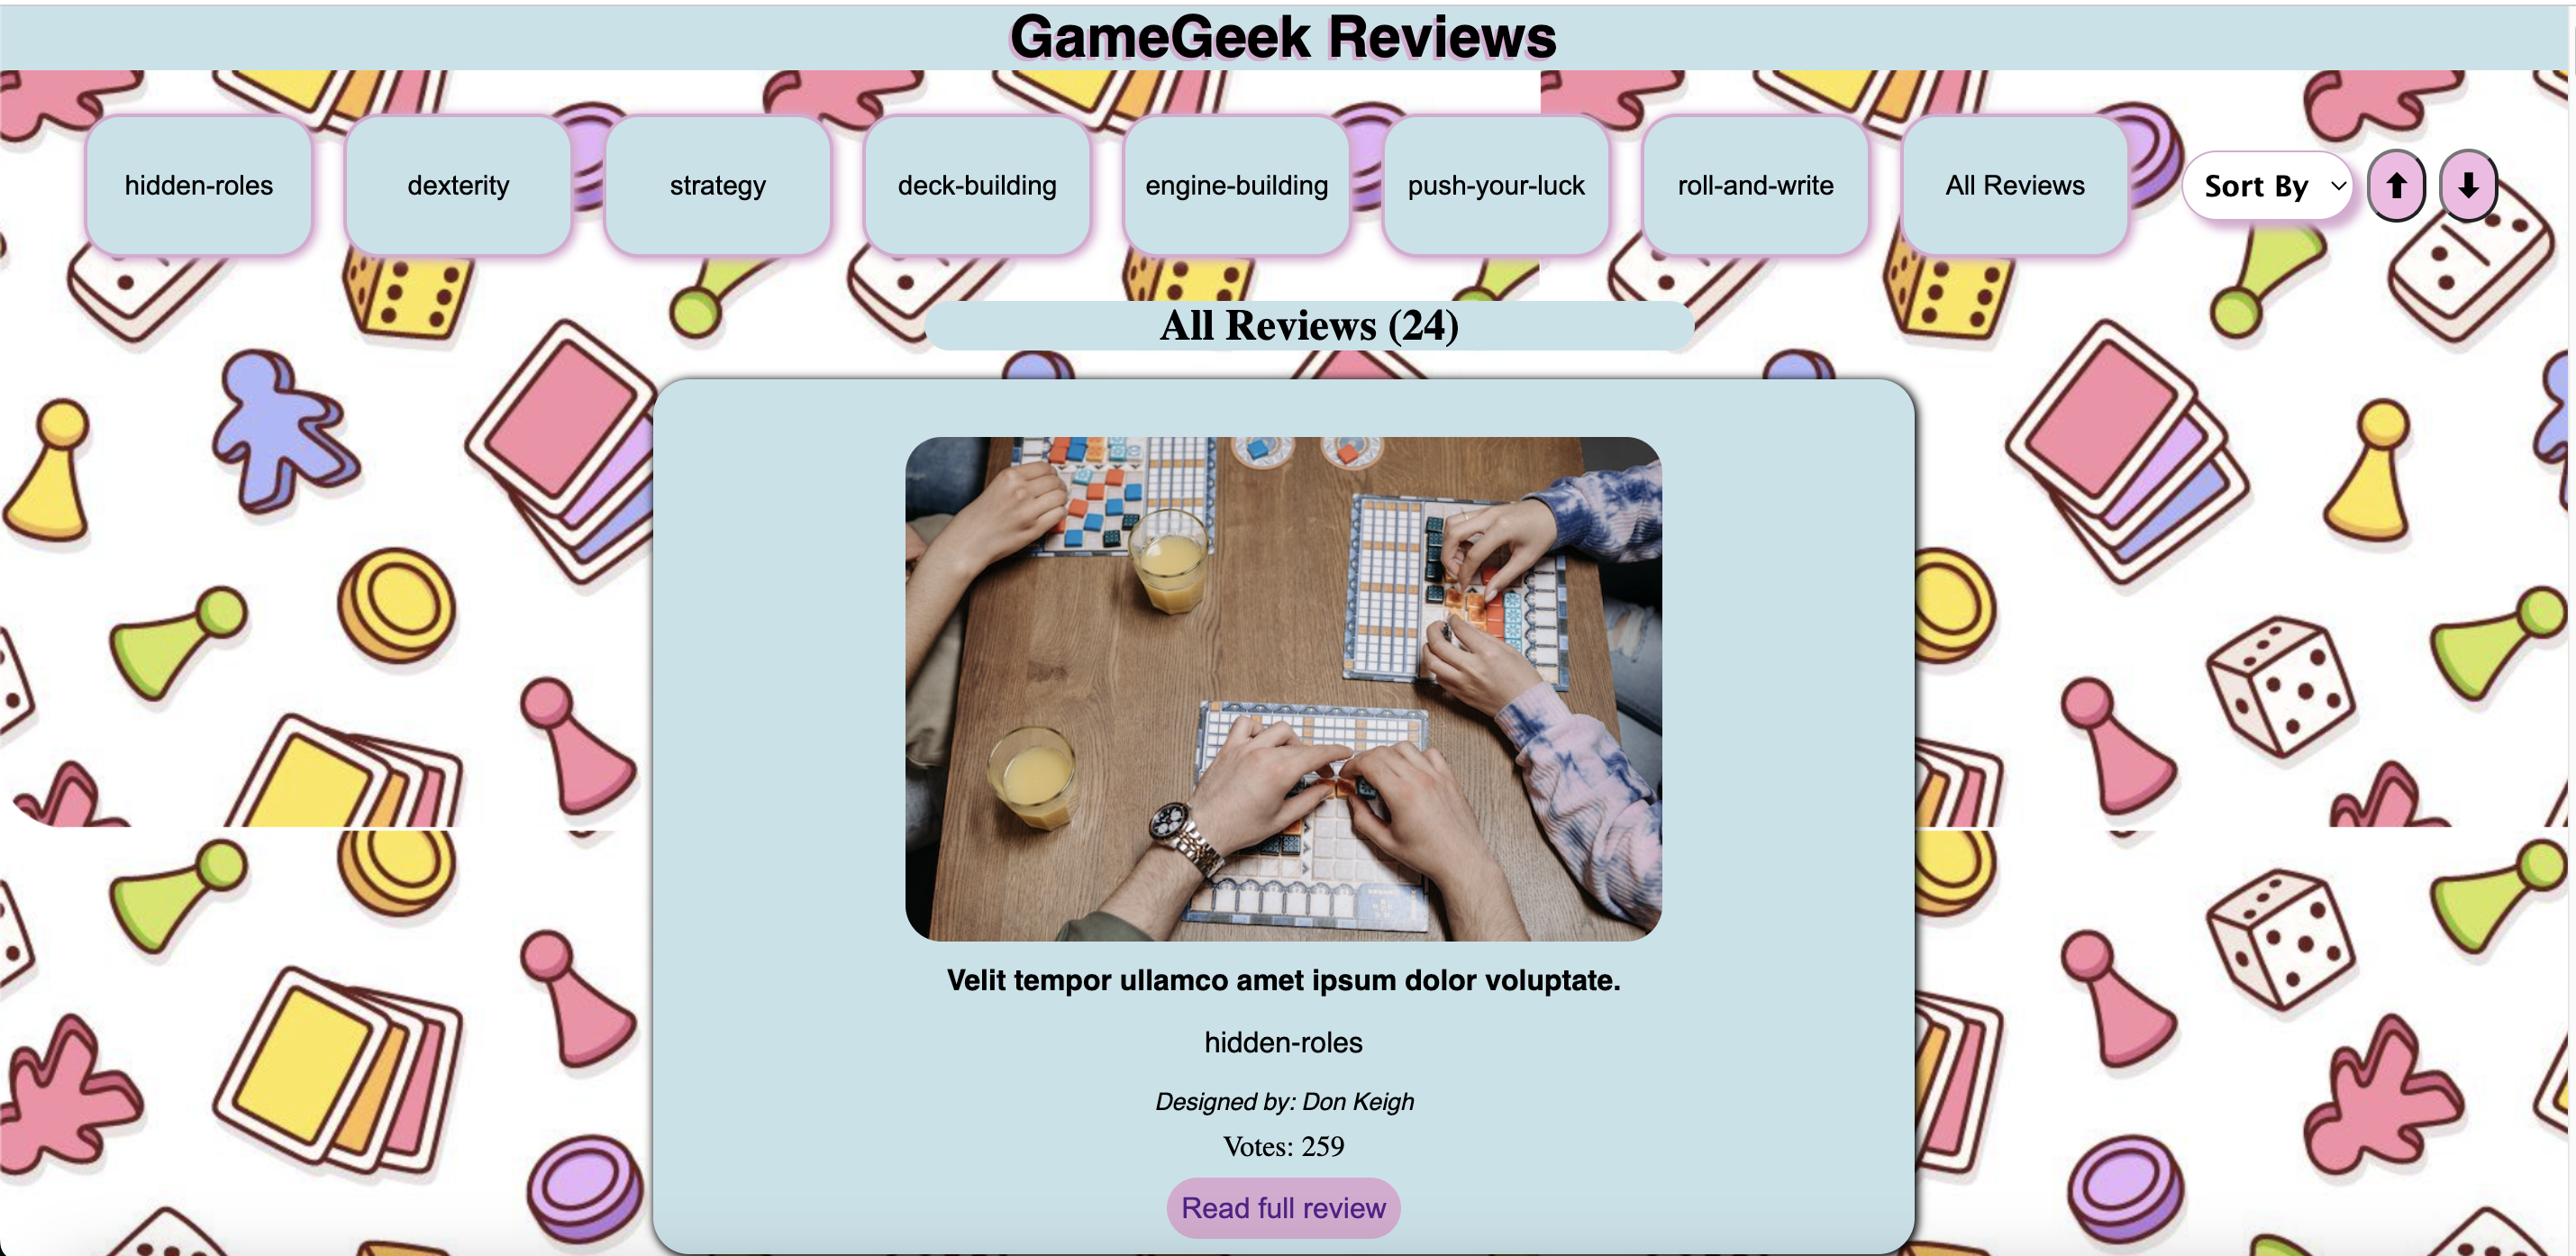 GameGeek Reviews
hidden-roles
dexterity
strategy
deck-building
engine-building
push-your-luck
roll-and-write
All Reviews
Sort By
All Reviews (24)
Velit tempor ullamco amet ipsum dolor voluptate.
hidden-roles
Designed by: Don Keigh
Votes: 259
Read full review